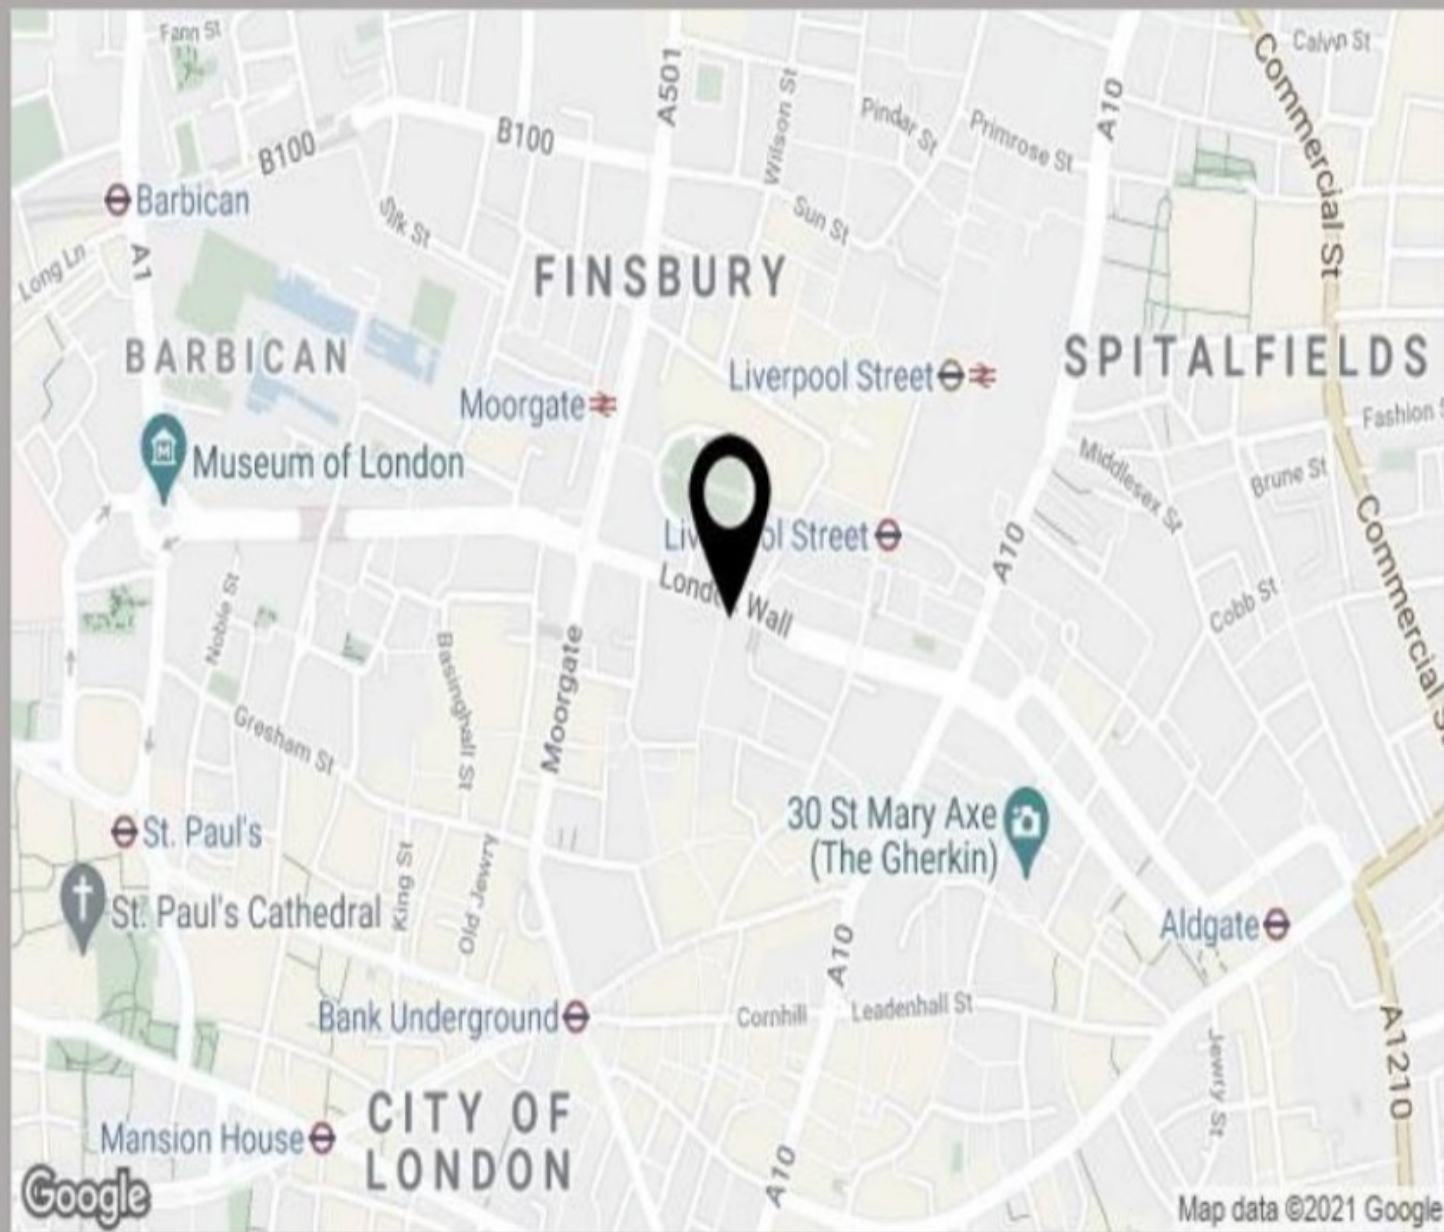 Fann St
Calvin St
Commercial St
A501
A10
Wilson St
Pindar St
Primrose St
B100
B100
Barbican
Silk St
Sun St
Long Ln
A1
FINSBURY
BARBICAN
SPITALFIELDS
Liverpool Street
Moorgate
Fashion
Museum of London
Middlesex St
Brune St
Commercial
Street
A10
Wall
Noble St
Cobb St
Basinghall St
Moorgate
Gresham St
30 St Mary Axe
(The Gherkin)
St. Paul's
King St
Old Jewry
St. Paul's Cathedral
Aldgate
A10
Bank Underground
Cornhill
Leadenhall St
A1210
Jewry St
CITY OF
LONDON
Mansion House
A10
Google
Map data ©2021 Google